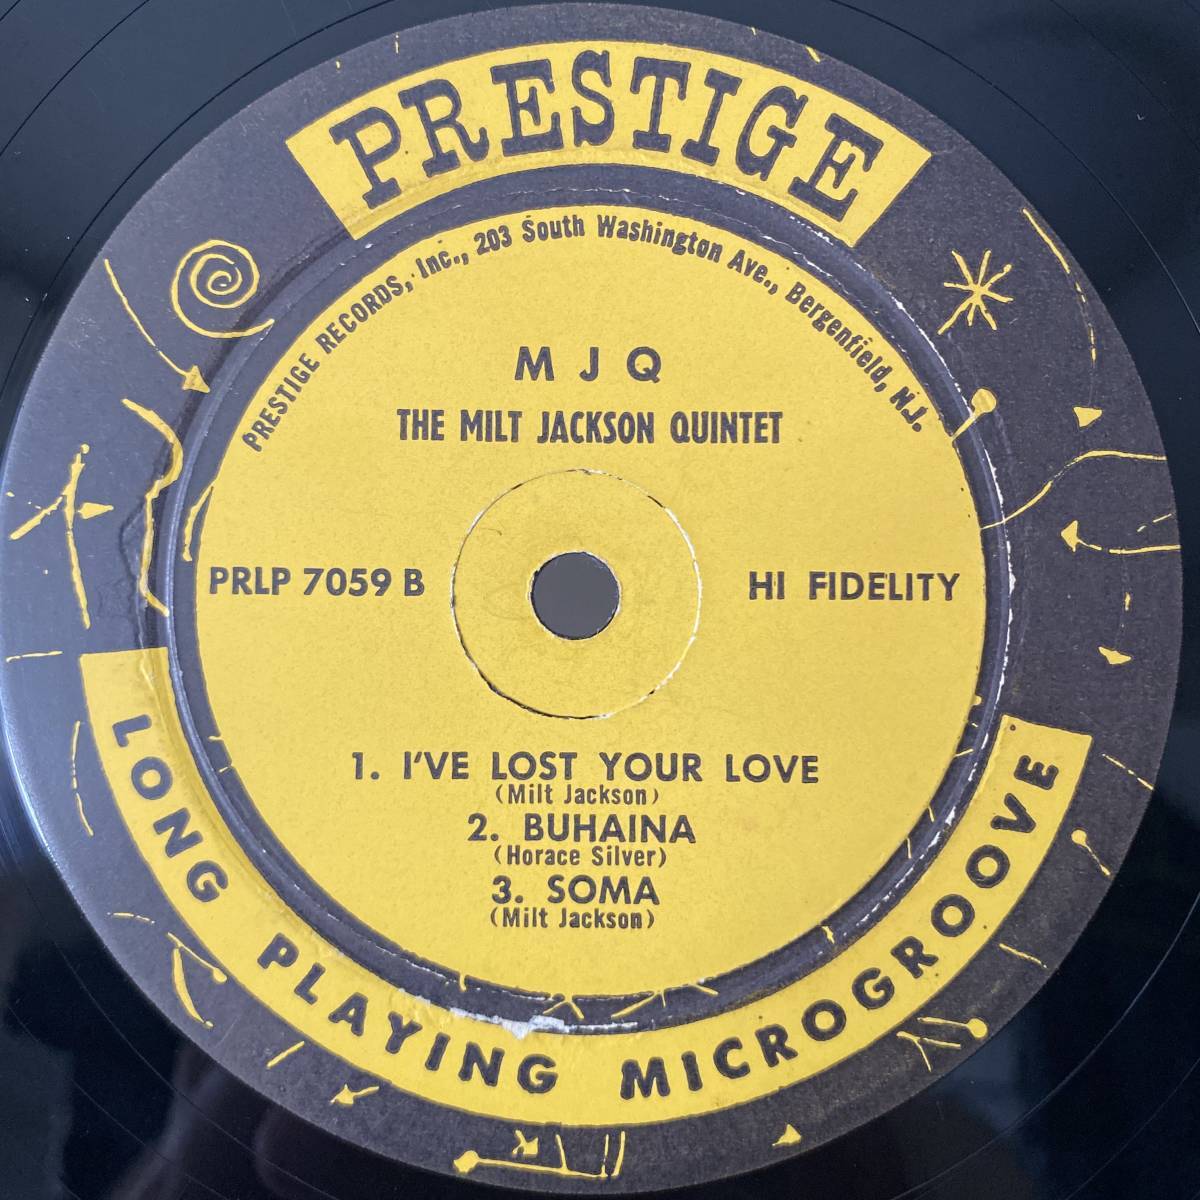 PRESTIGE
PRESTIGE RECORDS, Inc., 203 South Washington Ave., Bergenfield, N.J.
M J Q
THE MILT JACKSON QUINTET
PRLP 7059 B
HI FIDELITY
1. I'VE LOST YOUR LOVE
(Milt Jackson)
2. BUHAINA
(Horace Silver)
3. SOMA
(Milt Jackson)
LONG PLAYING MICROGROOVE